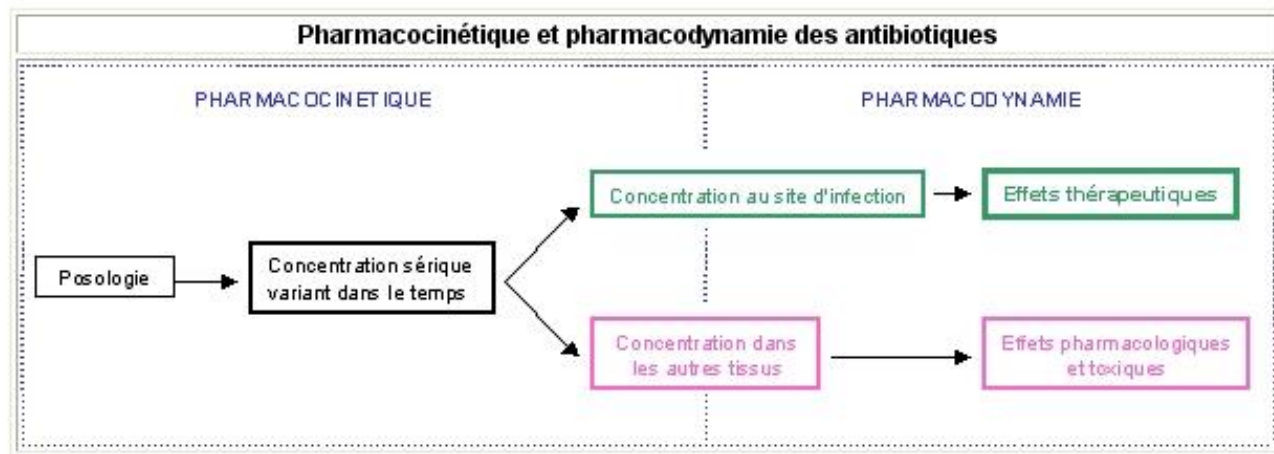 Pharmacocinétique et pharmacodynamie des antibiotiques
PHARMACOCINETIQUE
PHARMACODYNAMIE
Concentration au site d'infection
Effets thérapeutiques
Posologie
Concentration sérique
variant dans le temps
Concentration dans
les autres tissus
Effets pharmacologiques
et toxiques